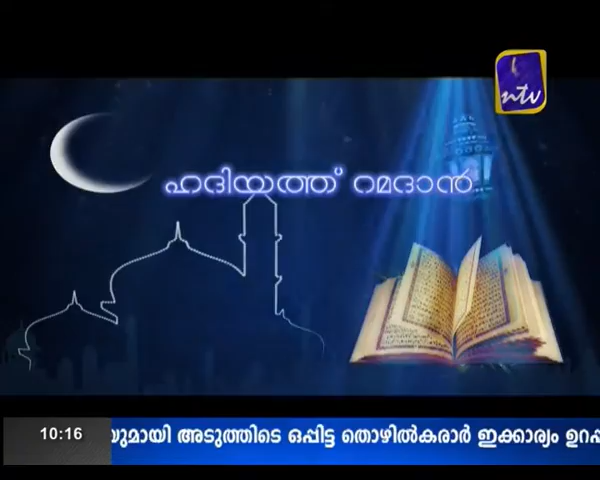 ntv
ഹദിയത്ത് റമദാൻ
10:16
യുമായി അടുത്തിടെ ഒപ്പിട്ട തൊഴിൽകരാർ ഇക്കാര്യം ഉറപ്പ